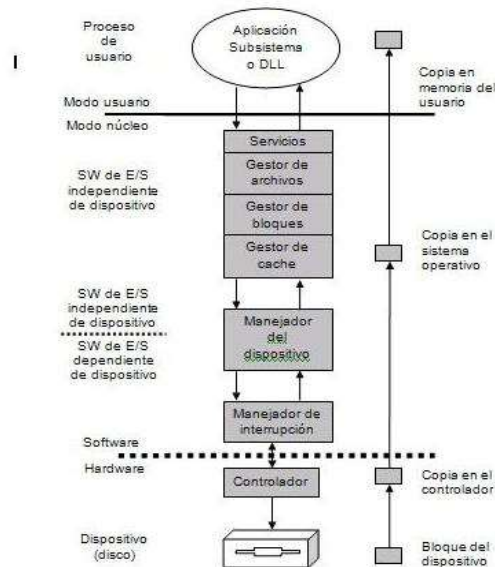 Proceso
de
usuario
I
Aplicación
Subsistema
o DLL
Copia en
memoria del
usuario
Modo usuario
Modo núcleo
Servicios
Gestor de
archivos
Gestor de
bloques
Gestor de
cache
SW de E/S
independiente
de dispositivo
Copia en el
sistema
operativo
SW de E/S
independiente
de dispositivo
SW de E/S
dependiente
de dispositivo
Manejador
del
dispositivo
Manejador de
interrupción
Software
Hardware
Controlador
Copia en el
controlador
Dispositivo
(disco)
Bloque del
dispositivo